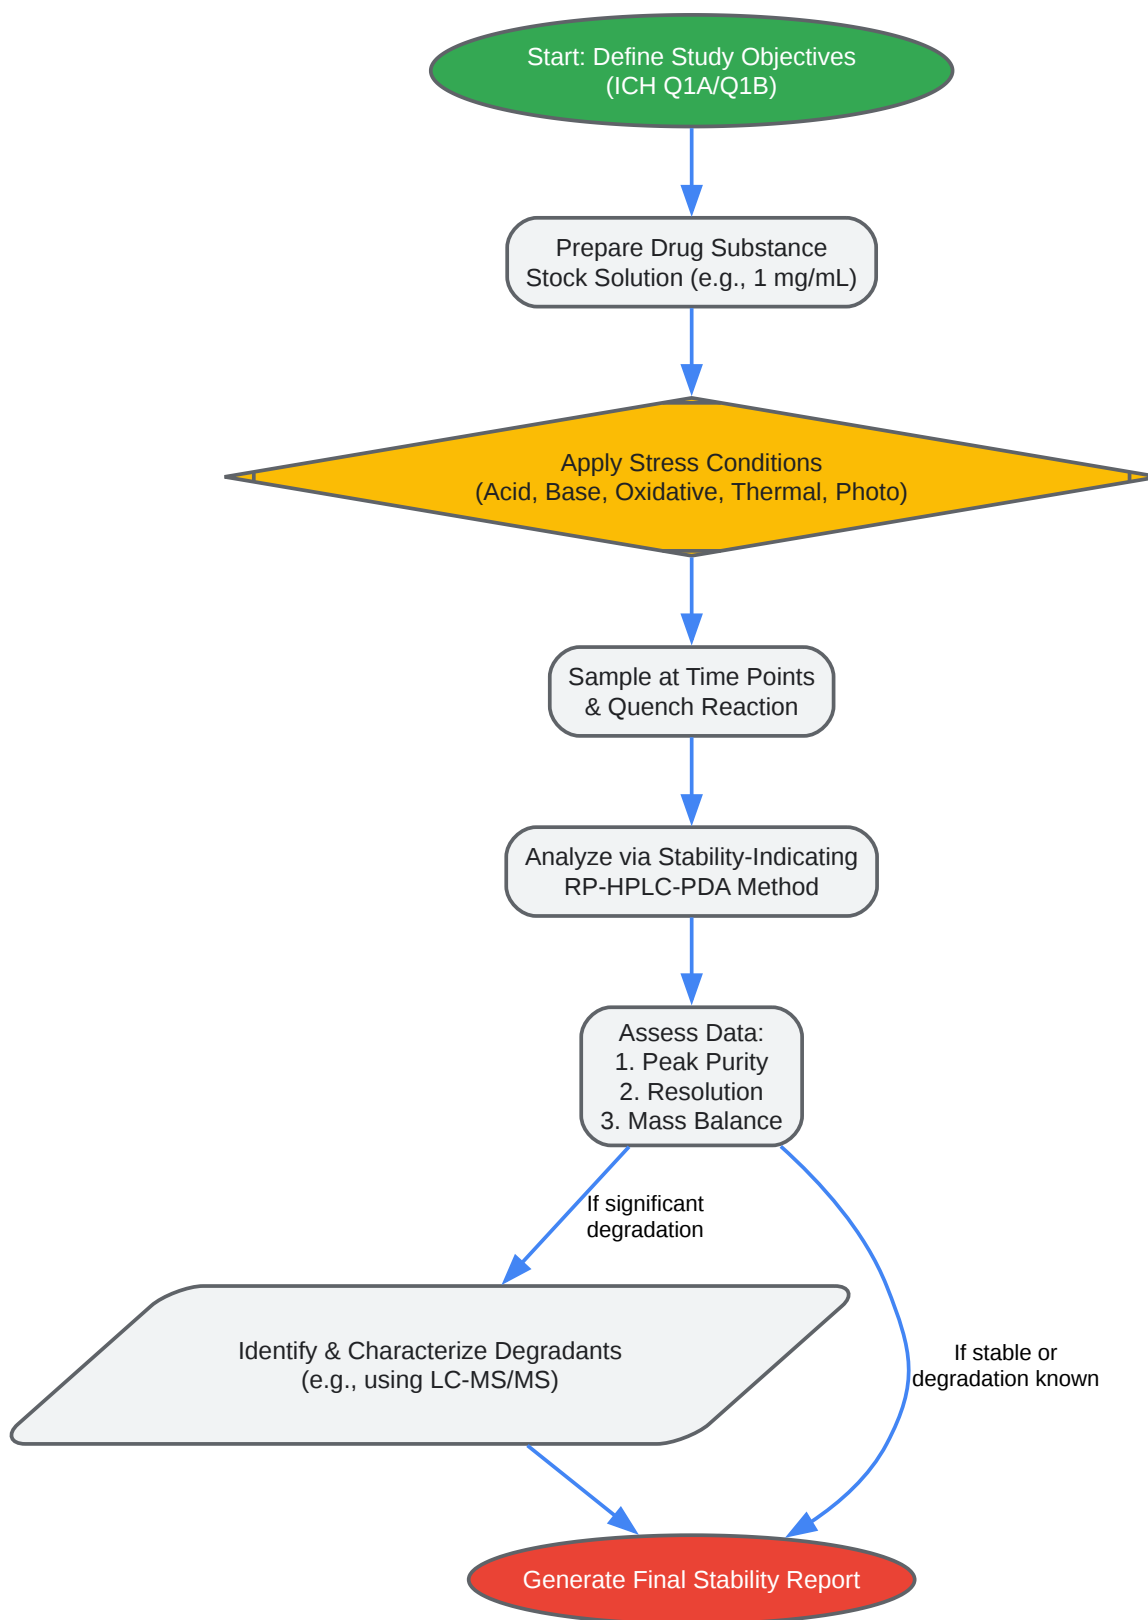 Start: Define Study Objectives
(ICH Q1A/Q1B)
Prepare Drug Substance
Stock Solution (e.g., 1 mg/mL)
Apply Stress Conditions
(Acid, Base, Oxidative, Thermal, Photo)
Sample at Time Points
& Quench Reaction
Analyze via Stability-Indicating
RP-HPLC-PDA Method
Assess Data:
1. Peak Purity
2. Resolution
3. Mass Balance
If significant
degradation
Identify & Characterize Degradants
(e.g., using LC-MS/MS)
If stable or
degradation known
Generate Final Stability Report